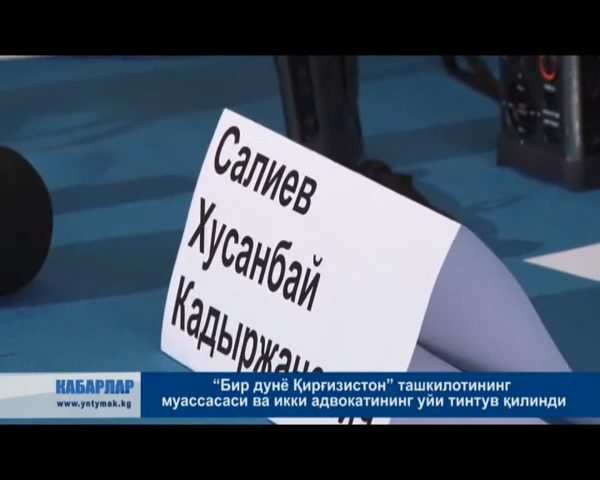 Салиев
Хусанбай
КАБАРЛАР
www.yntymak.kg
“Бир дунё Қирғизистон” ташкилотининг
муассасаси ва икки адвокатининг уйи тинтув қилинди